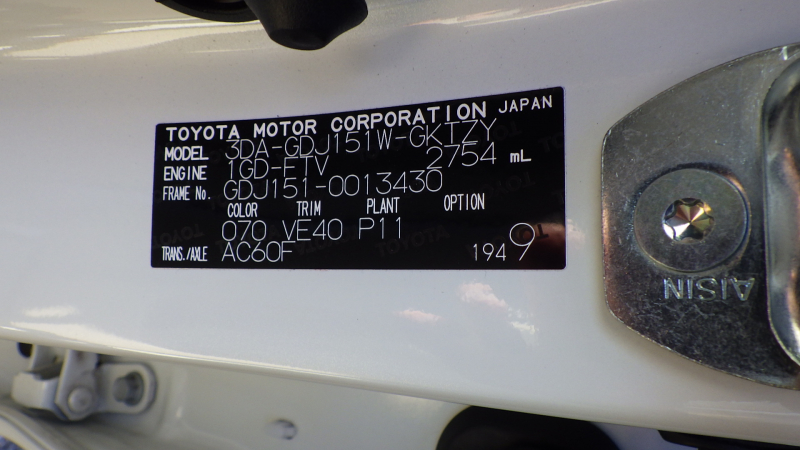 TOYOTA MOTOR CORPORATION JAPAN
MODEL 3DA-GDJ151W-GKTZY
ENGINE 1GD-FTV 2754 mL
FRAME No. GDJ151-0013430
COLOR TRIM PLANT OPTION
070 VE40 P11
TRANS./AXLE AC60F 1949
AISIN